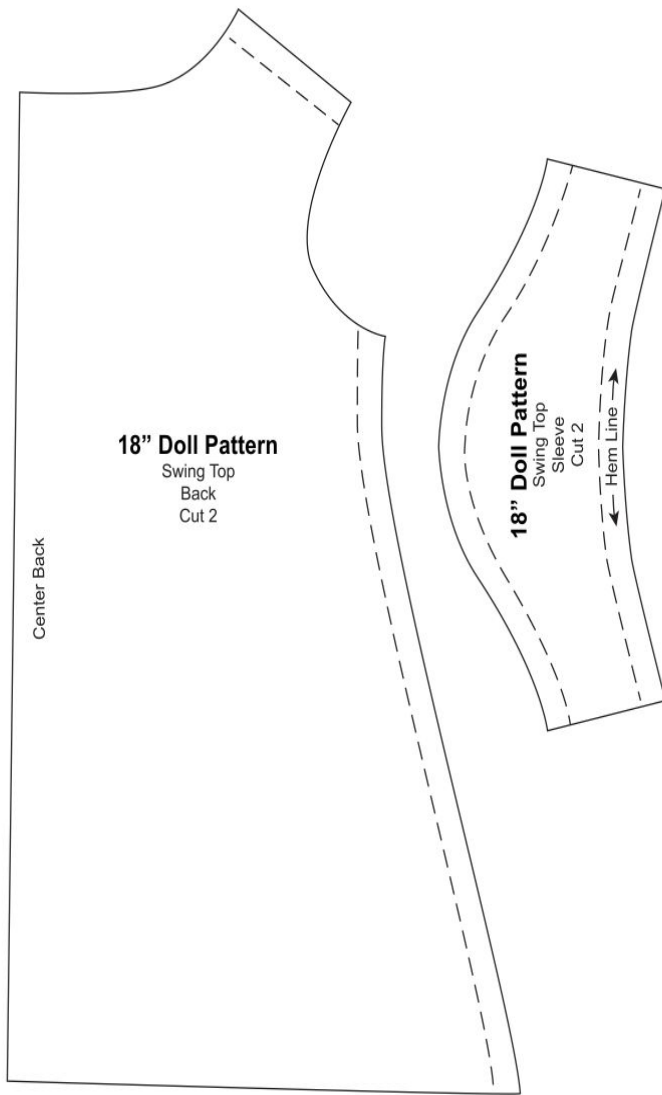 18” Doll Pattern
Swing Top
Back
Cut 2
Center Back
18” Doll Pattern
Swing Top
Sleeve
Cut 2
Hem Line